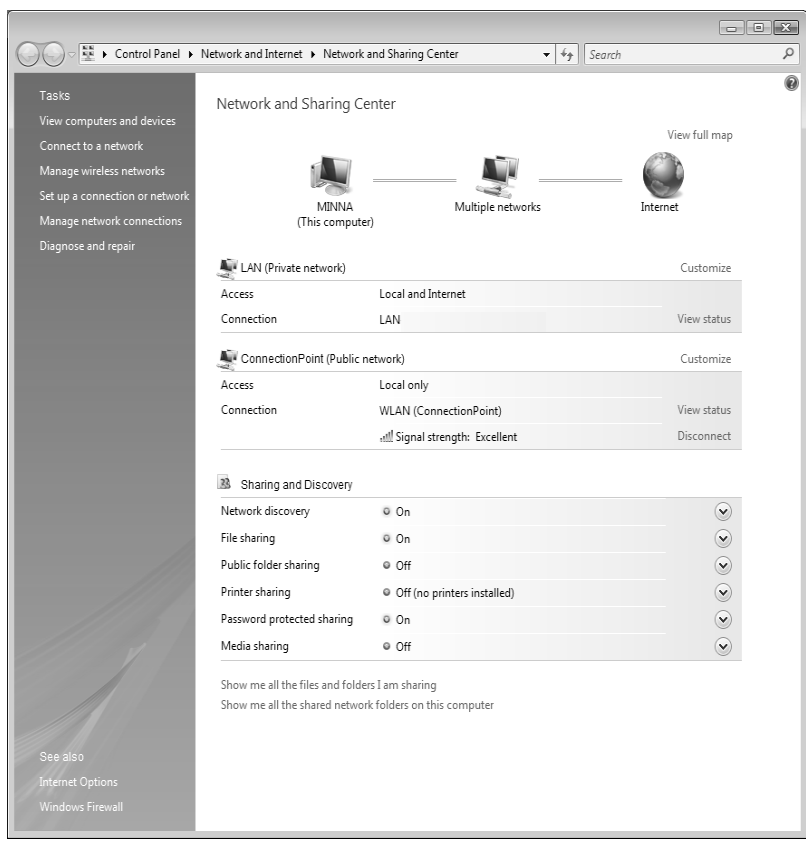 Control Panel Network and Internet Network and Sharing Center Search
Tasks
View computers and devices
Connect to a network
Manage wireless networks
Set up a connection or network
Manage network connections
Diagnose and repair
See also
Internet Options
Windows Firewall
Network and Sharing Center
View full map
MINNA
(This computer)
Multiple networks
Internet
LAN (Private network) Customize
Access Local and Internet
Connection LAN View status
ConnectionPoint (Public network) Customize
Access Local only
Connection WLAN (ConnectionPoint) View status
Signal strength: Excellent Disconnect
Sharing and Discovery
Network discovery On
File sharing On
Public folder sharing Off
Printer sharing Off (no printers installed)
Password protected sharing On
Media sharing Off
Show me all the files and folders I am sharing
Show me all the shared network folders on this computer